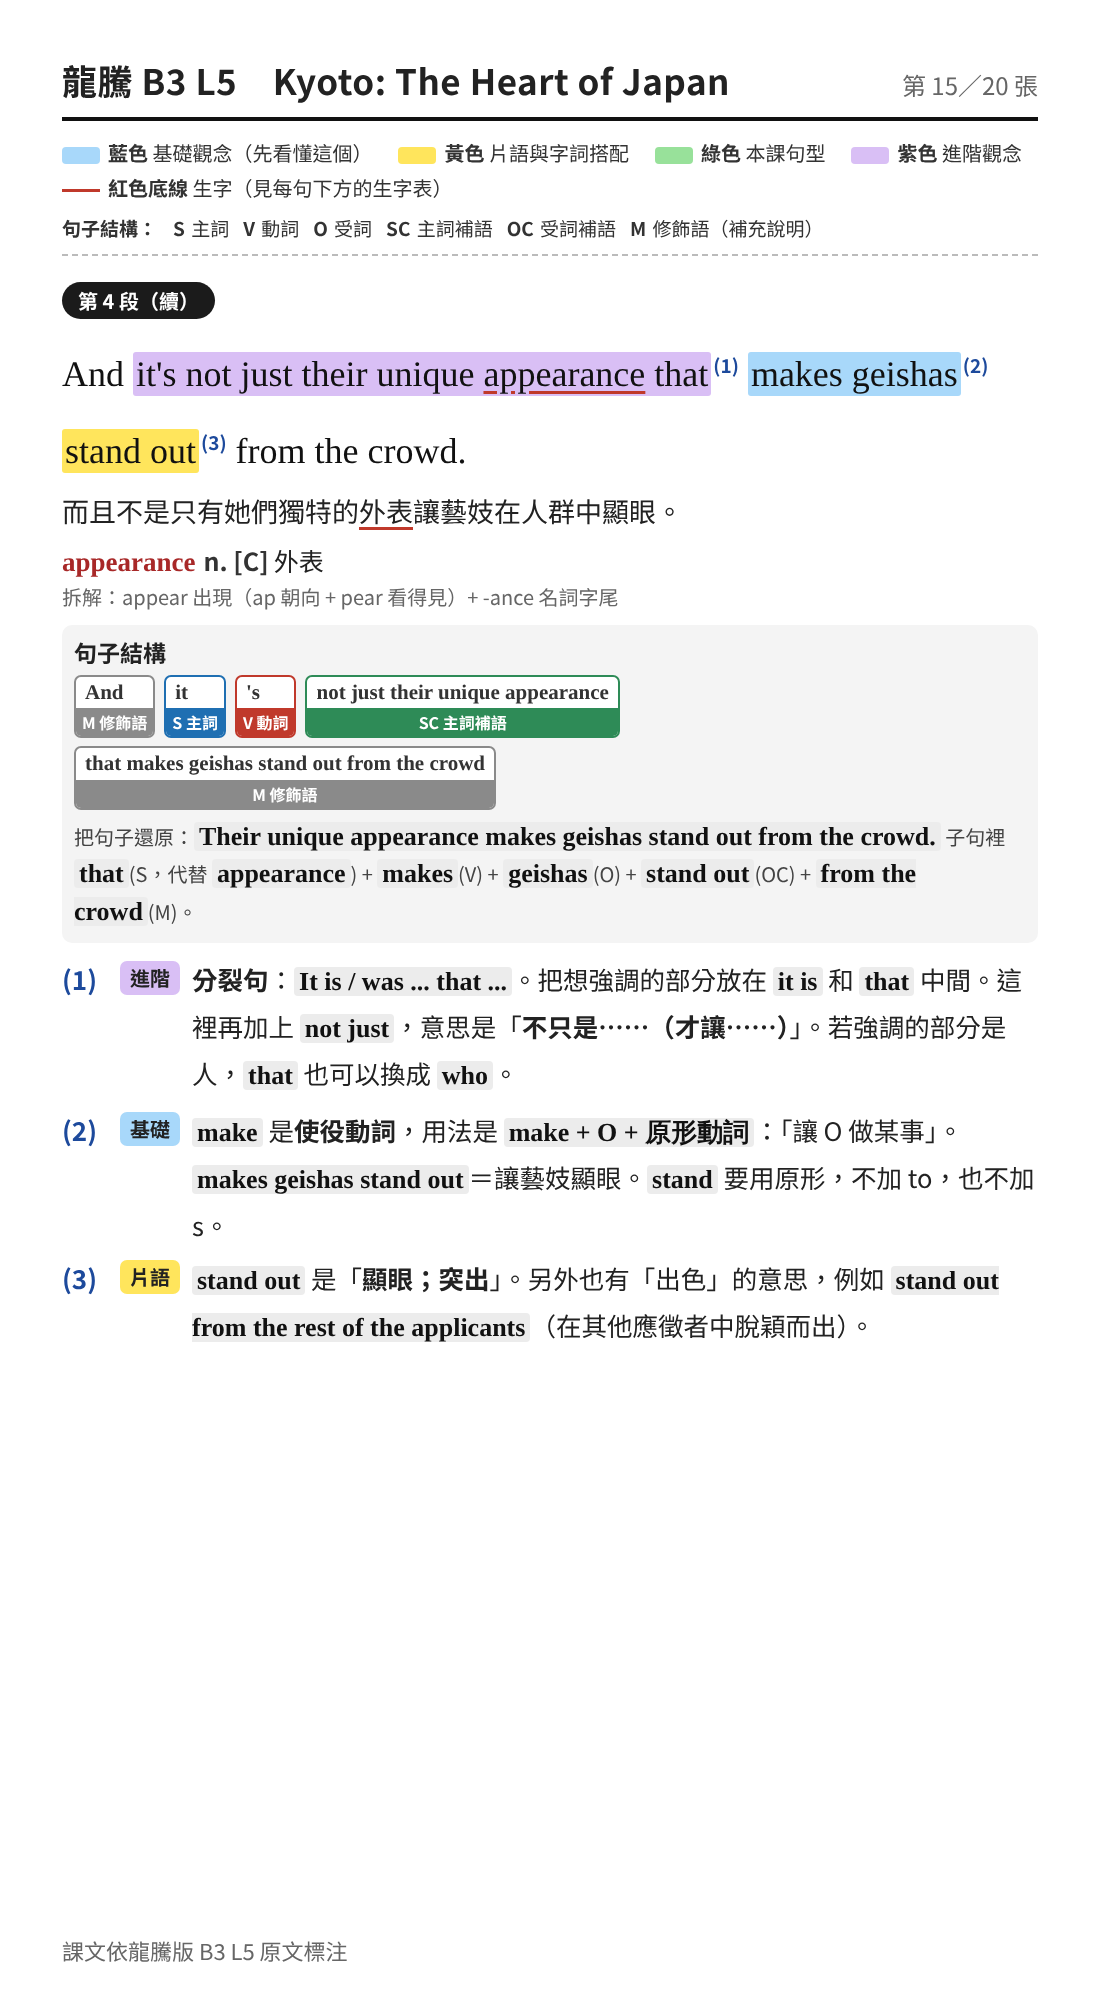 龍騰 B3 L5　Kyoto: The Heart of Japan
第 15／20 張
藍色 基礎觀念（先看懂這個） 黃色 片語與字詞搭配 綠色 本課句型 紫色 進階觀念
紅色底線 生字（見每句下方的生字表）
句子結構： S 主詞 V 動詞 O 受詞 SC 主詞補語 OC 受詞補語 M 修飾語（補充說明）
第 4 段（續）
And it's not just their unique appearance that(1) makes geishas(2)
stand out(3) from the crowd.
而且不是只有她們獨特的外表讓藝妓在人群中顯眼。
appearance n. [C] 外表
拆解：appear 出現（ap 朝向 + pear 看得見）+ -ance 名詞字尾
句子結構
And it 's not just their unique appearance
M 修飾語 S 主詞 V 動詞 SC 主詞補語
that makes geishas stand out from the crowd
M 修飾語
把句子還原：Their unique appearance makes geishas stand out from the crowd. 子句裡
that (S，代替 appearance) + makes (V) + geishas (O) + stand out (OC) + from the
crowd (M)。
(1) 進階 分裂句：It is / was ... that ...。把想強調的部分放在 it is 和 that 中間。這
裡再加上 not just，意思是「不只是……（才讓……）」。若強調的部分是
人，that 也可以換成 who。
(2) 基礎 make 是使役動詞，用法是 make + O + 原形動詞：「讓 O 做某事」。
makes geishas stand out＝讓藝妓顯眼。stand 要用原形，不加 to，也不加
s。
(3) 片語 stand out 是「顯眼；突出」。另外也有「出色」的意思，例如 stand out
from the rest of the applicants（在其他應徵者中脫穎而出）。
課文依龍騰版 B3 L5 原文標注